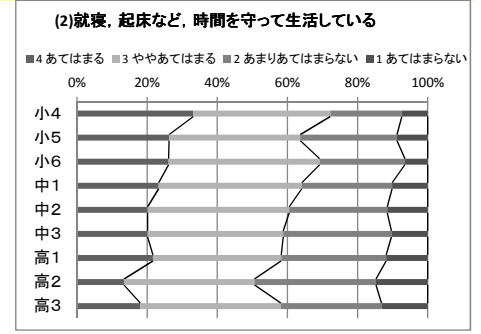 (2)就寝，起床など，時間を守って生活している
■4 あてはまる ■3 ややあてはまる ■2 あまりあてはまらない ■1 あてはまらない
0% 20% 40% 60% 80% 100%
小4
小5
小6
中1
中2
中3
高1
高2
高3